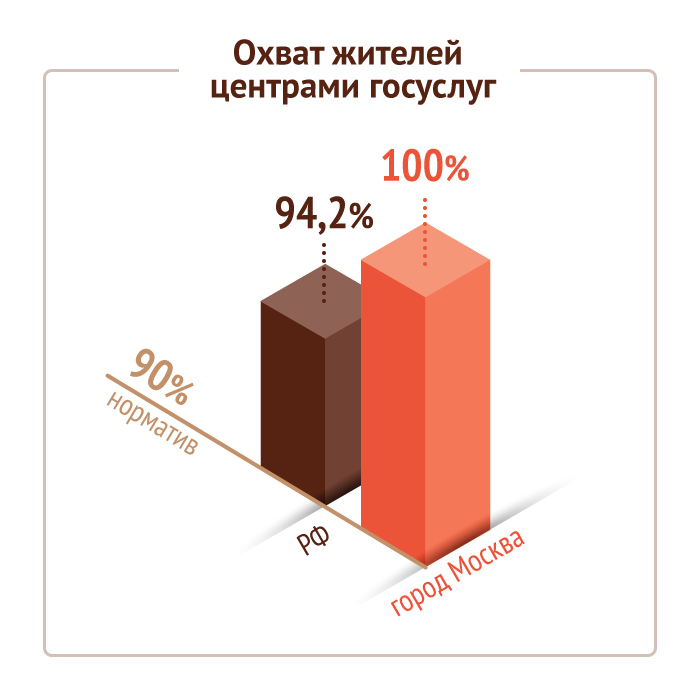 Охват жителей
центрами госуслуг
100%
94,2%
90%
норматив
РФ
город Москва